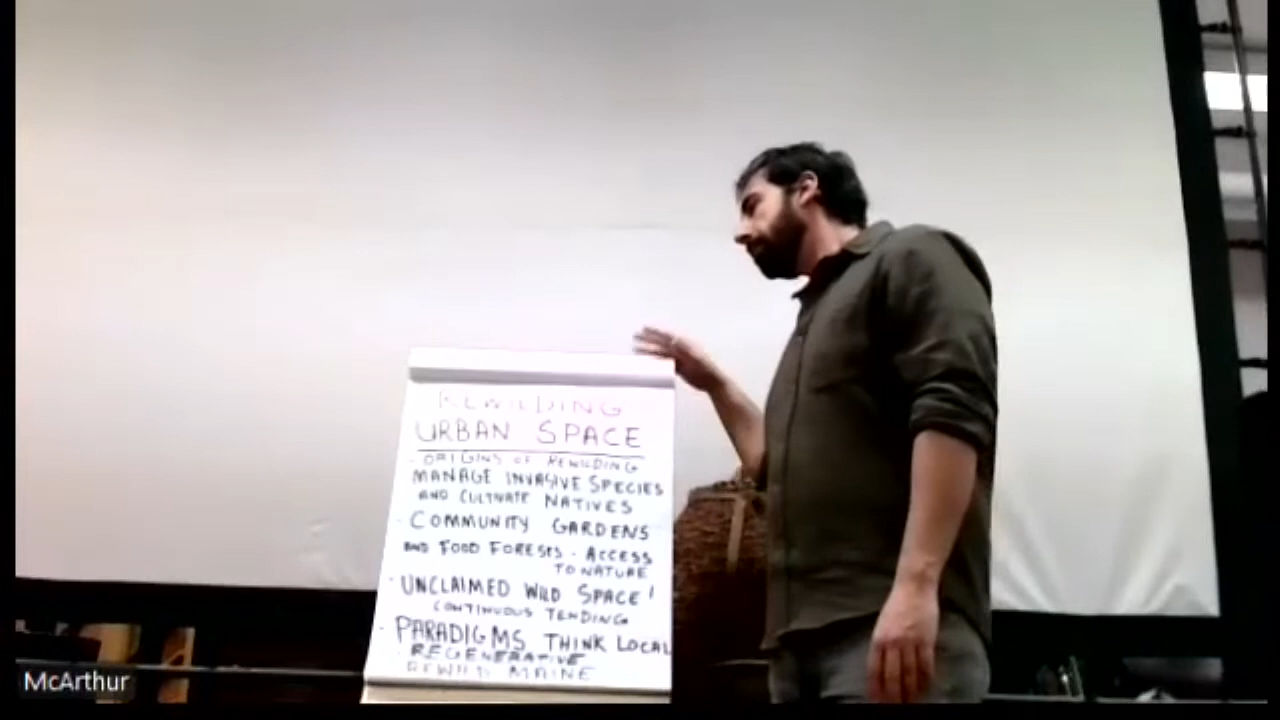 REWILDING
URBAN SPACE
· ORIGINS OF REWILDING
MANAGE INVASIVE SPECIES
AND CULTIVATE NATIVES
· COMMUNITY GARDENS
AND FOOD FORESTS - ACCESS
TO NATURE
· UNCLAIMED WILD SPACE!
CONTINUOUS TENDING
· PARADIGMS THINK LOCAL
· REGENERATIVE
REWILD MAINE
McArthur